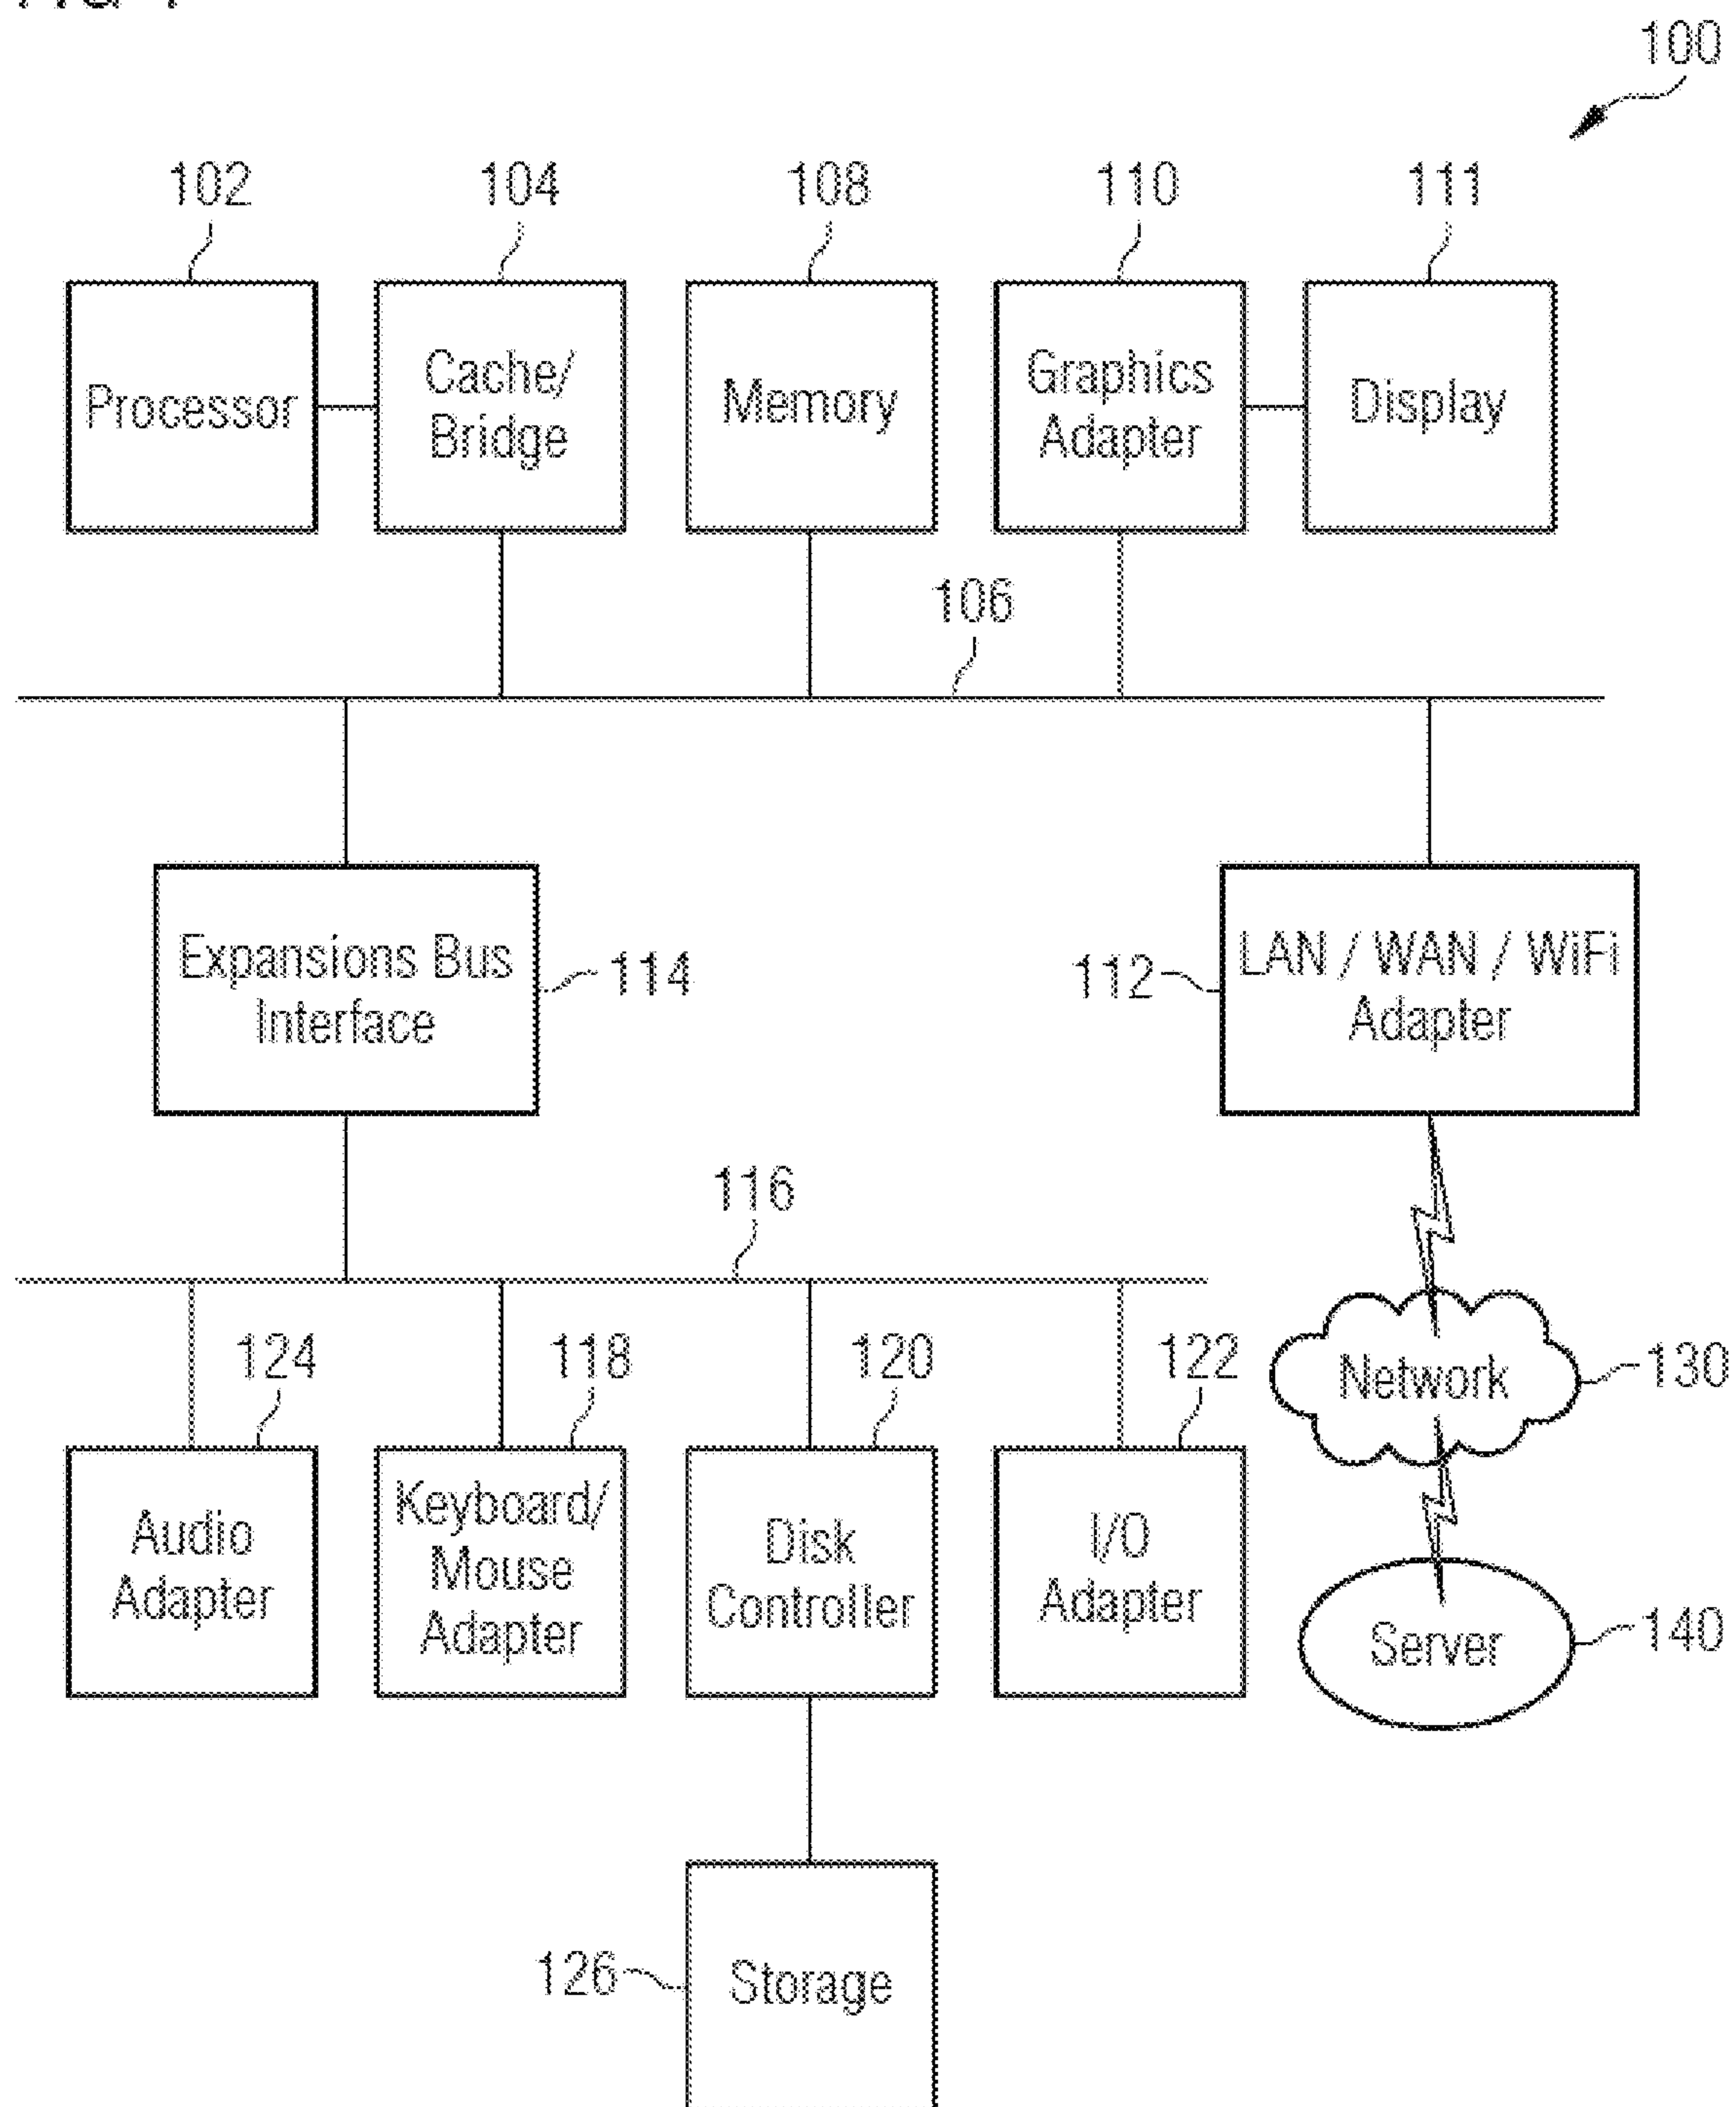 100
102
104
108
110
111
Processor
Cache/
Bridge
Memory
Graphics
Adapter
Display
106
Expansions Bus
Interface
114
112
LAN / WAN / WiFi
Adapter
116
124
118
120
122
Network
130
Audio
Adapter
Keyboard/
Mouse
Adapter
Disk
Controller
I/O
Adapter
Server
140
126
Storage